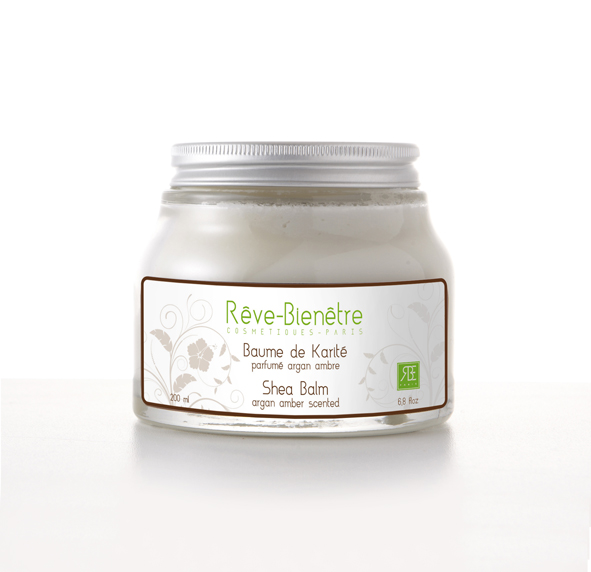 Rêve-Bienêtre
COSMETIQUES-PARIS
Baume de Karité
parfumé argan ambre
Shea Balm
argan amber scented
200 ml
6.8 fl.oz